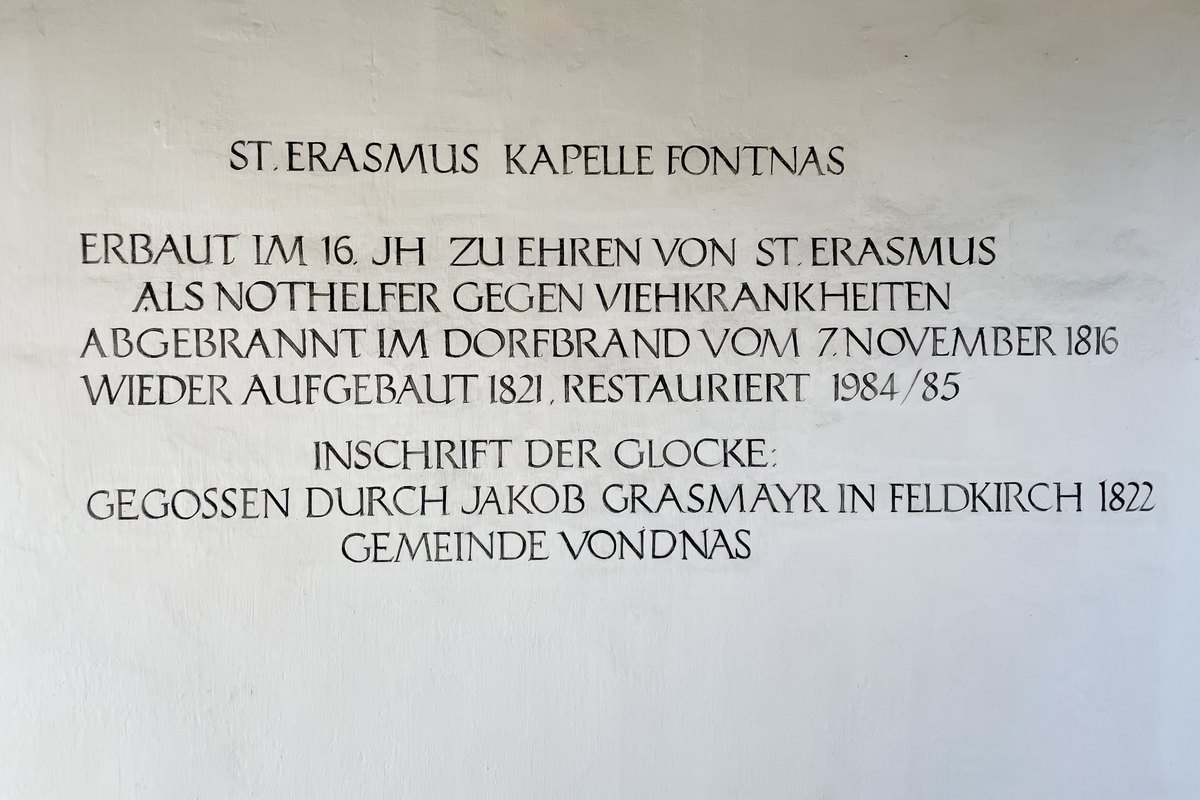 ST. ERASMUS KAPELLE FONTNAS
ERBAUT IM 16. JH ZU EHREN VON ST. ERASMUS
ALS NOTHELFER GEGEN VIEHKRANKHEITEN
ABGEBRANNT IM DORFBRAND VOM 7. NOVEMBER 1816
WIEDER AUFGEBAUT 1821, RESTAURIERT 1984/85
INSCHRIFT DER GLOCKE:
GEGOSSEN DURCH JAKOB GRASMAYR IN FELDKIRCH 1822
GEMEINDE VONDNAS